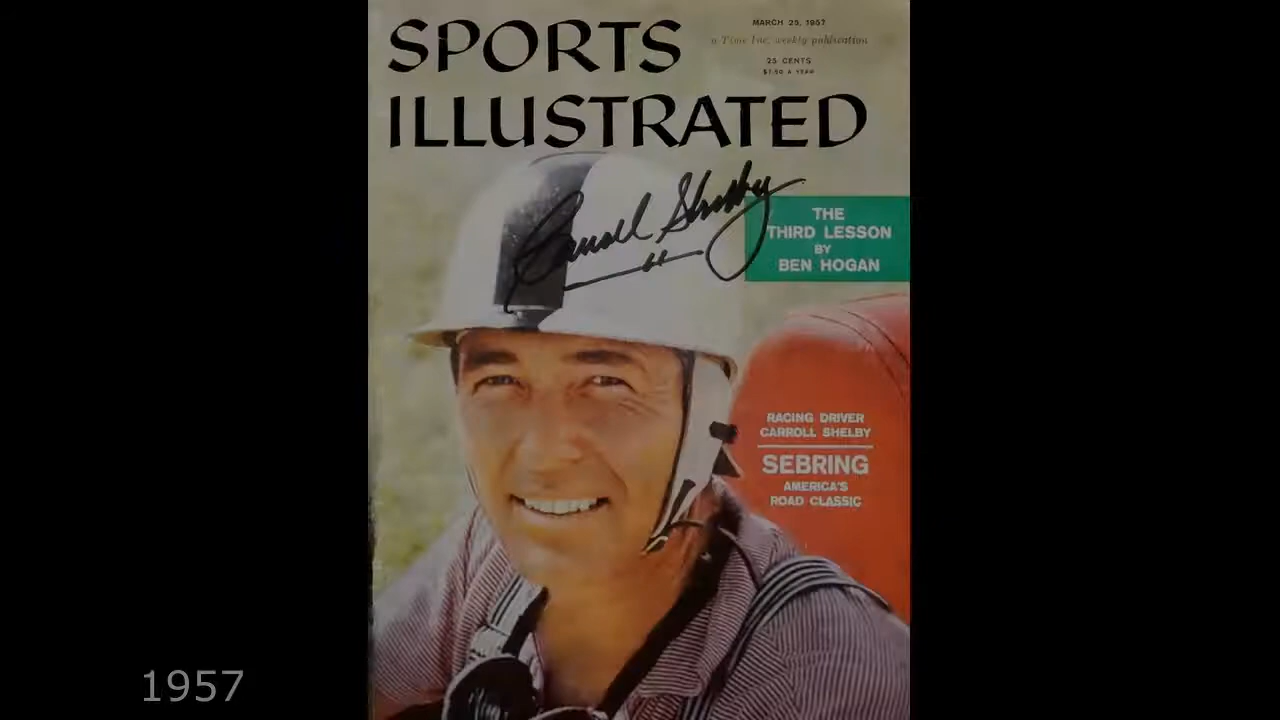 SPORTS
ILLUSTRATED
MARCH 25, 1957
a Time Inc. weekly publication
25 CENTS
$7.50 A YEAR
Carroll Shelby
THE
THIRD LESSON
BY
BEN HOGAN
RACING DRIVER
CARROLL SHELBY
SEBRING
AMERICA'S
ROAD CLASSIC
1957